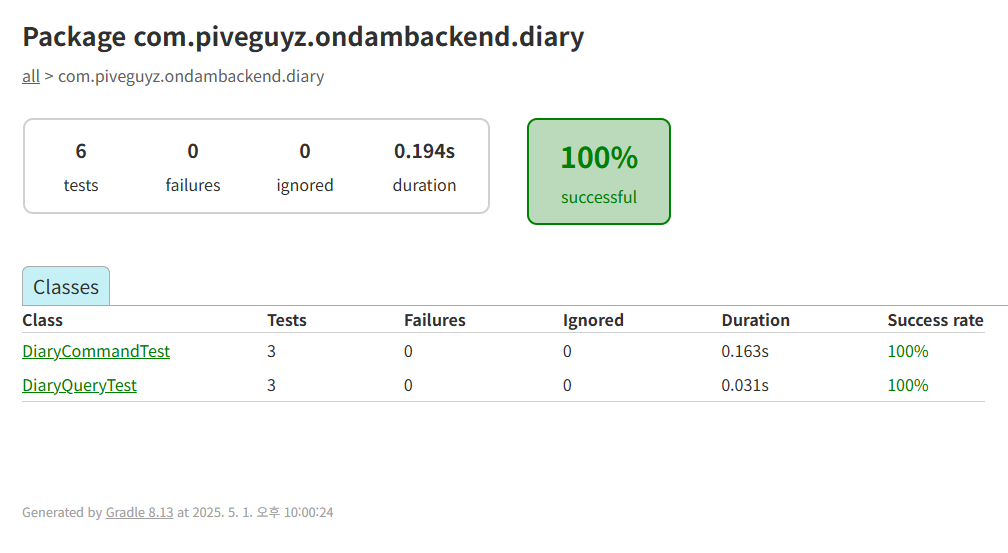 Package com.piveguyz.ondambackend.diary
all > com.piveguyz.ondambackend.diary
6 0 0 0.194s
tests failures ignored duration
100%
successful
Classes
Class Tests Failures Ignored Duration Success rate
DiaryCommandTest 3 0 0 0.163s 100%
DiaryQueryTest 3 0 0 0.031s 100%
Generated by Gradle 8.13 at 2025. 5. 1. 오후 10:00:24